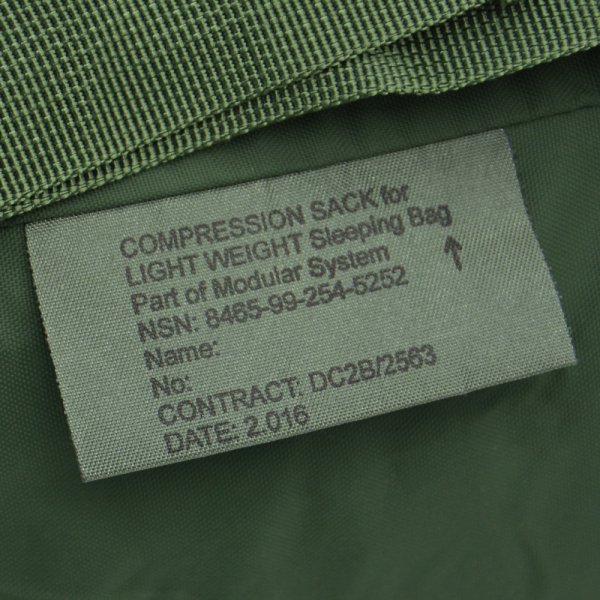 COMPRESSION SACK for
LIGHT WEIGHT Sleeping Bag
Part of Modular System ↑
NSN: 8465-99-254-5252
Name:
No:
CONTRACT: DC2B/2563
DATE: 2.016